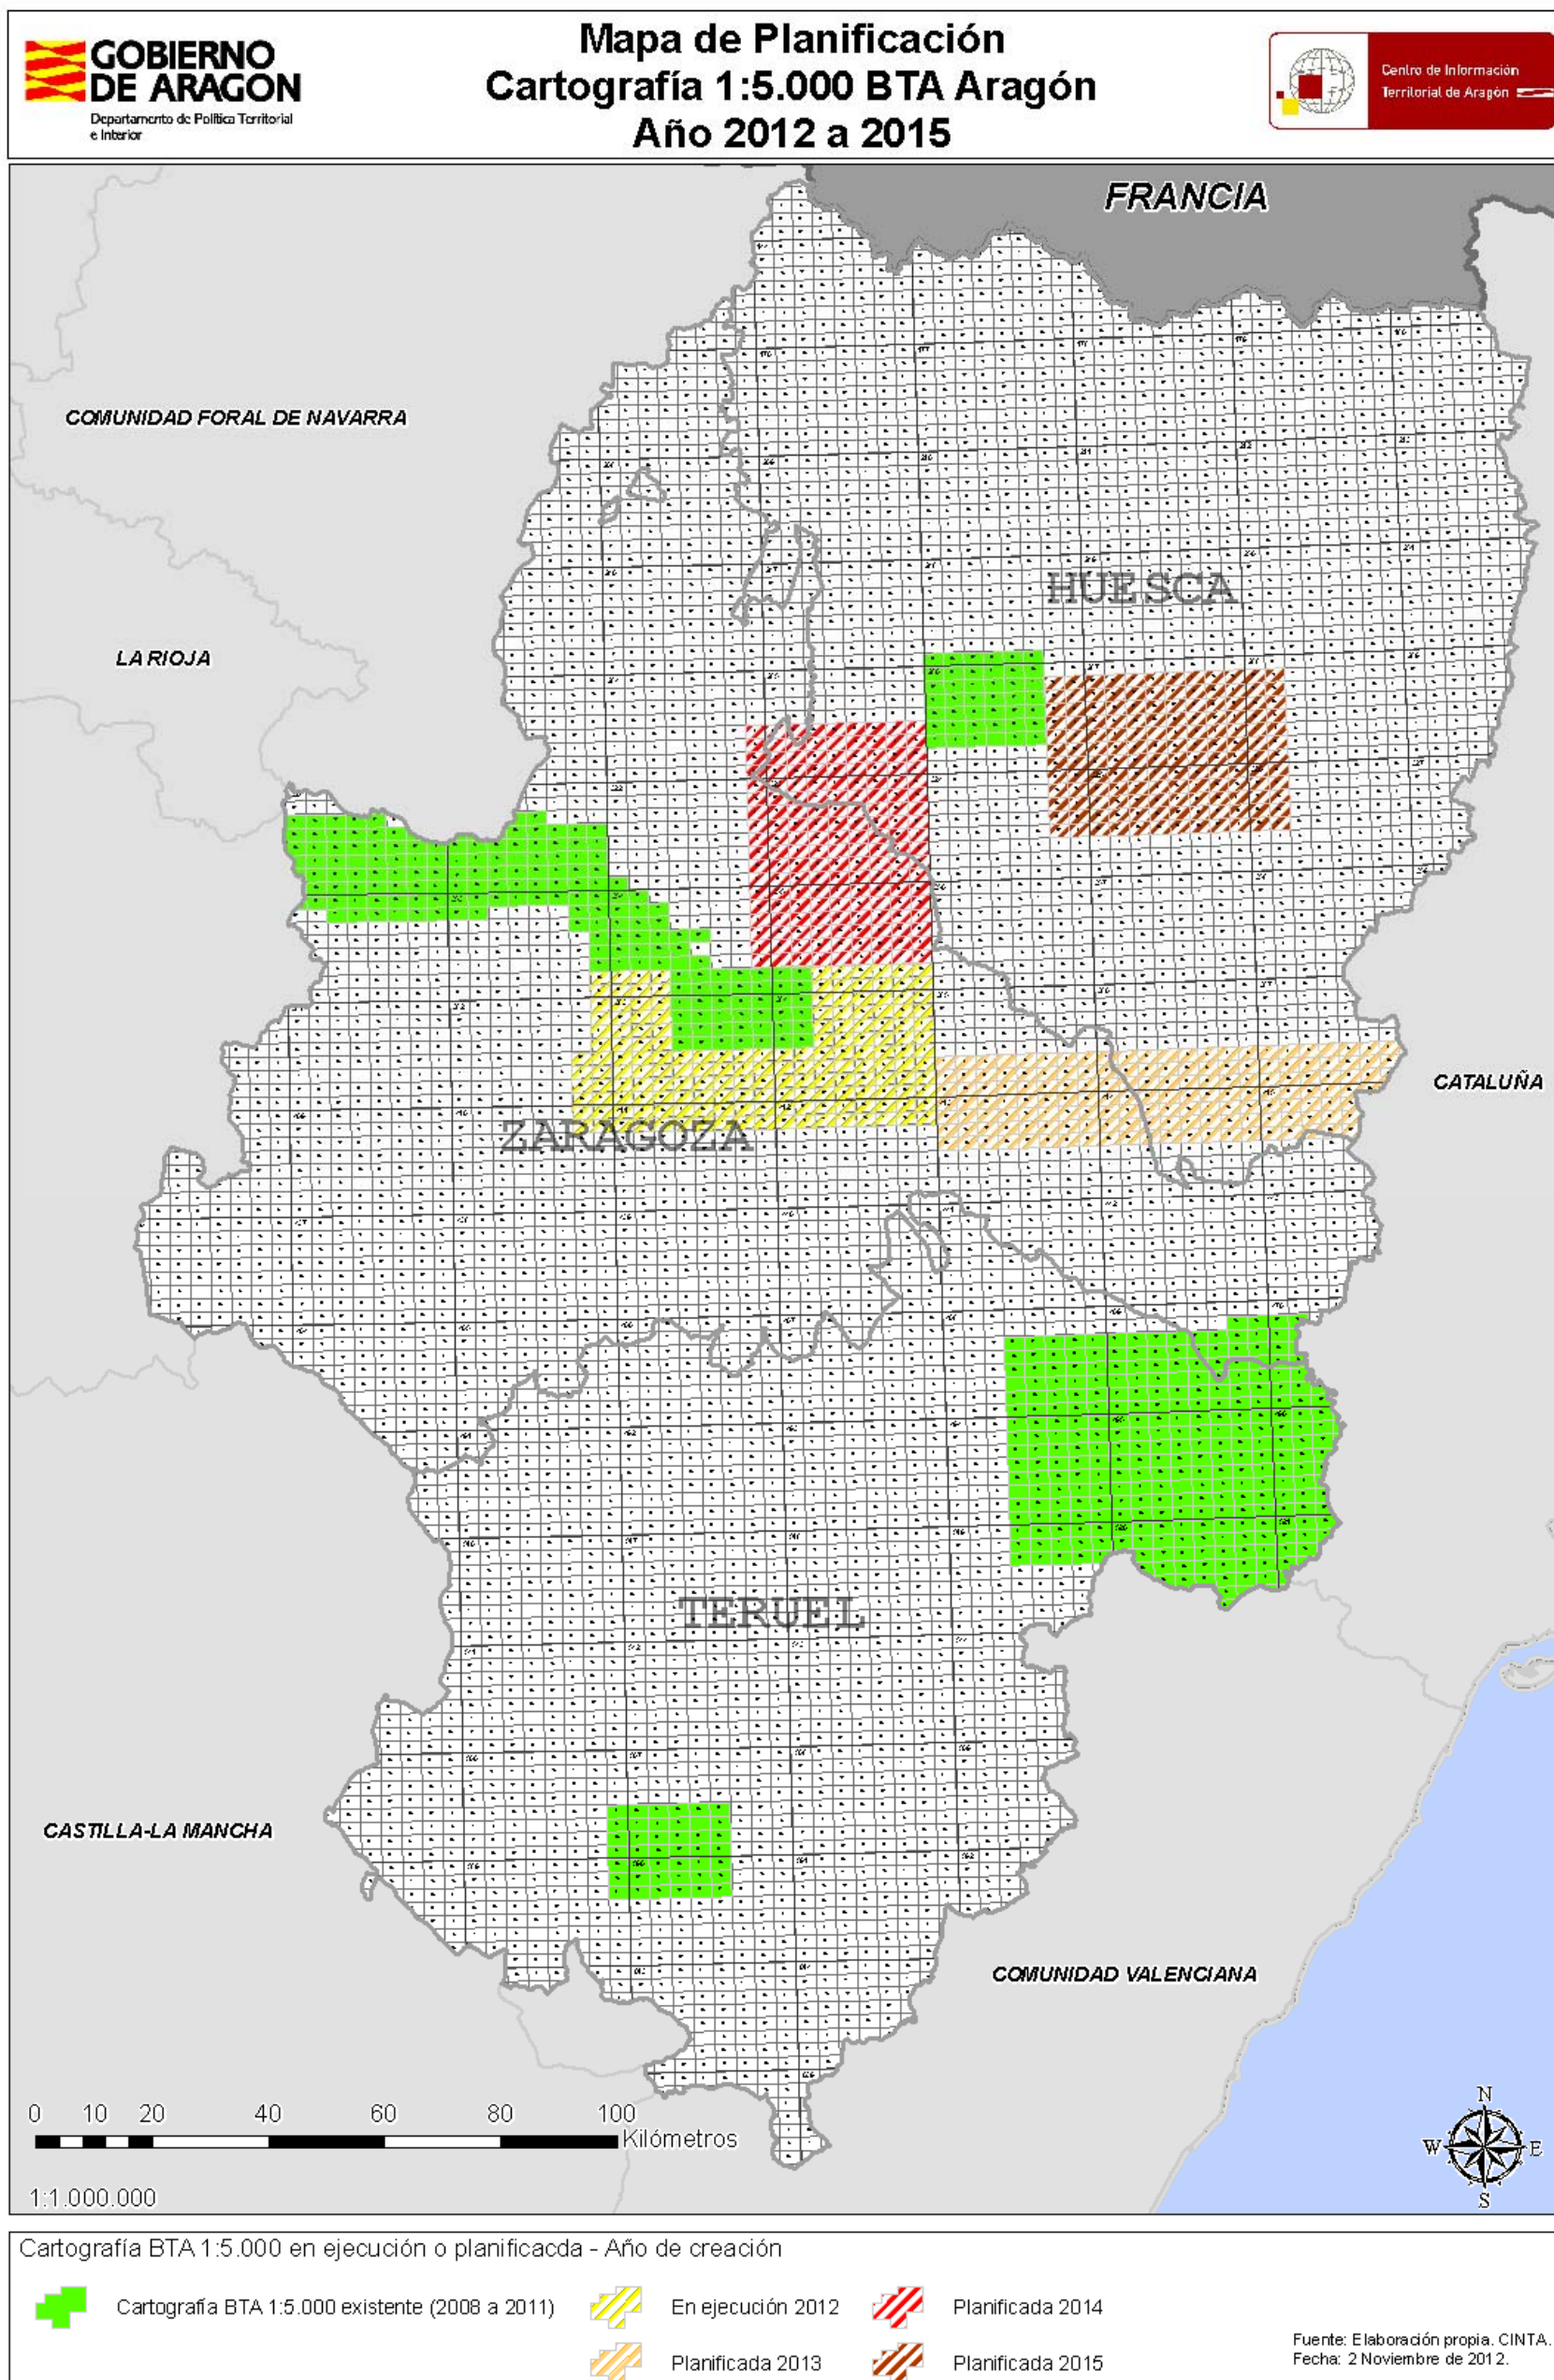 GOBIERNO
DE ARAGON
Departamento de Política Territorial
e Interior
Mapa de Planificación
Cartografía 1:5.000 BTA Aragón
Año 2012 a 2015
Centro de Información
Territorial de Aragón
FRANCIA
COMUNIDAD FORAL DE NAVARRA
LA RIOJA
HUESCA
CATALUÑA
ZARAGOZA
TERUEL
CASTILLA-LA MANCHA
COMUNIDAD VALENCIANA
0 10 20 40 60 80 100
Kilómetros
1:1.000.000
N
W E
S
Cartografía BTA 1:5.000 en ejecución o planificacda - Año de creación
Cartografía BTA 1:5.000 existente (2008 a 2011)
En ejecución 2012
Planificada 2014
Planificada 2013
Planificada 2015
Fuente: Elaboración propia. CINTA.
Fecha: 2 Noviembre de 2012.